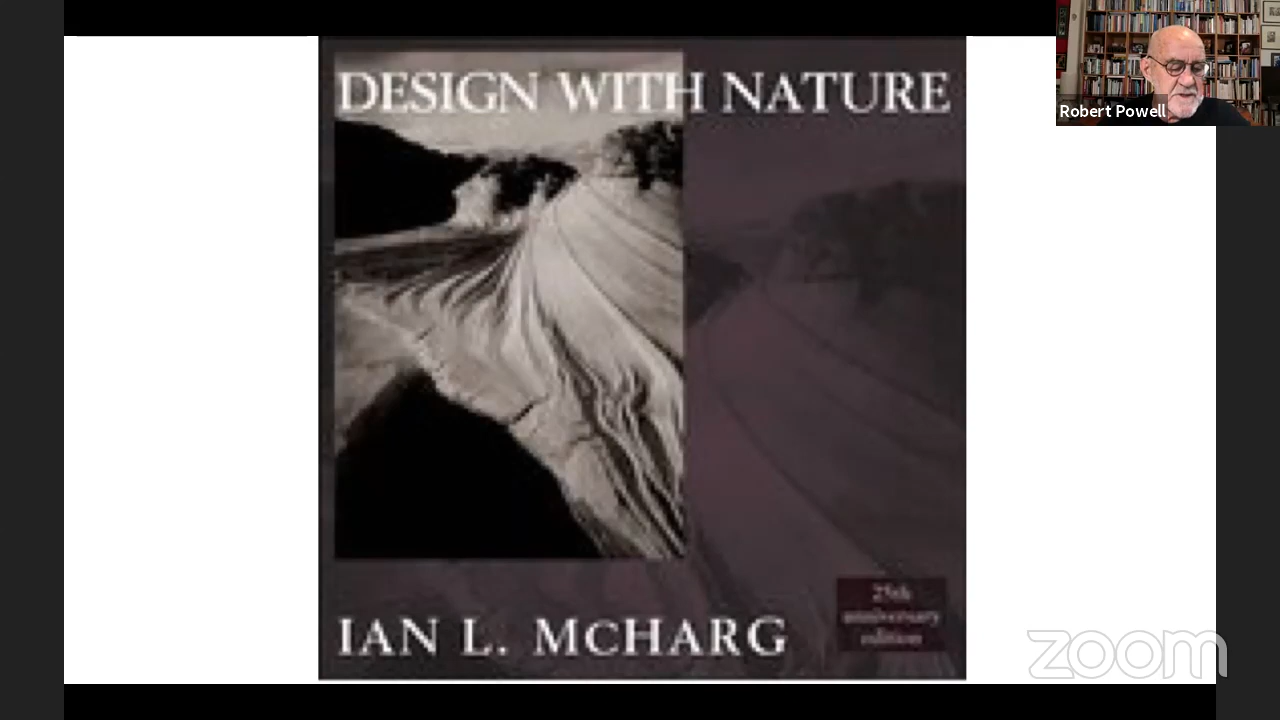 DESIGN WITH NATURE
Robert Powell
25th
anniversary
edition
IAN L. McHARG
zoom